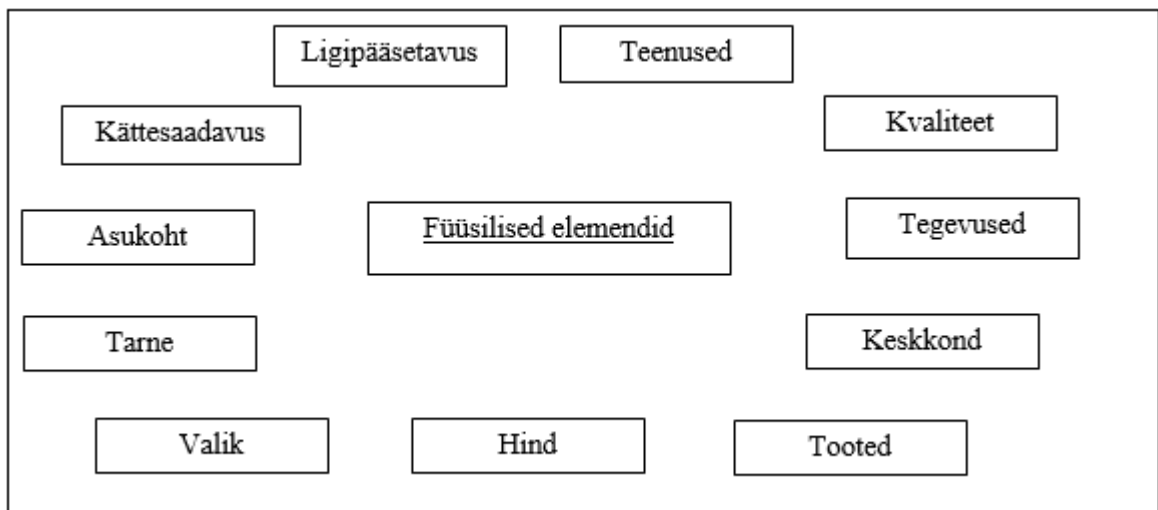 Ligipääsetavus
Teenused
Kättesaadavus
Kvaliteet
Asukoht
Füüsilised elemendid
Tegevused
Tarne
Keskkond
Valik
Hind
Tooted